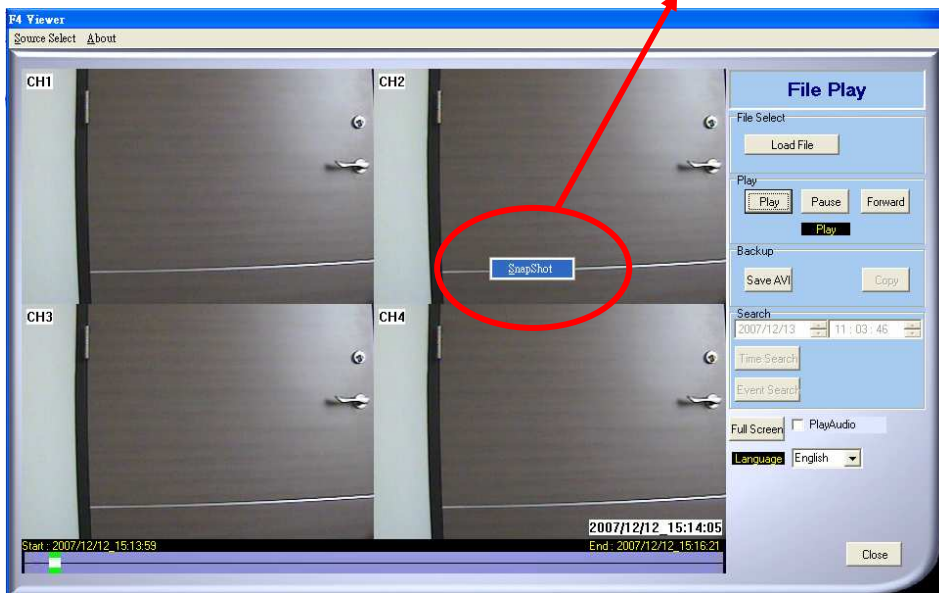 F4 Viewer
Source Select About
CH1
CH2
CH3
CH4
SnapShot
2007/12/12_15:14:05
Start : 2007/12/12_15:13:59
End : 2007/12/12_15:16:21
File Play
File Select
Load File
Play
Play Pause Forward
Play
Backup
Save AVI Copy
Search
2007/12/13 11 : 03 : 46
Time Search
Event Search
Full Screen PlayAudio
Language English
Close